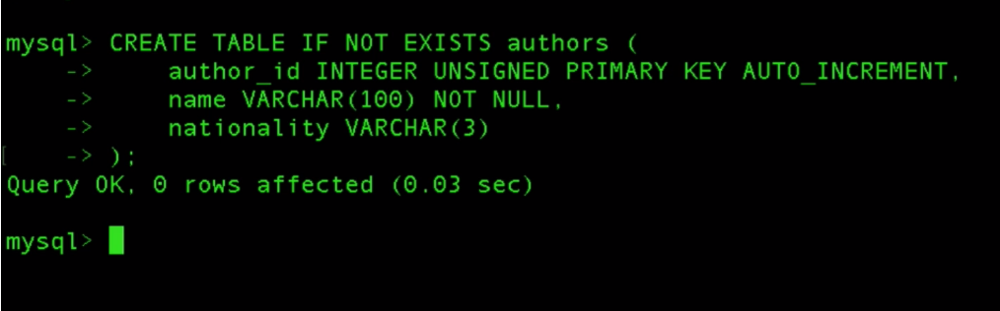 mysql> CREATE TABLE IF NOT EXISTS authors (
    ->     author_id INTEGER UNSIGNED PRIMARY KEY AUTO_INCREMENT,
    ->     name VARCHAR(100) NOT NULL,
    ->     nationality VARCHAR(3)
[    -> );
Query OK, 0 rows affected (0.03 sec)
mysql>